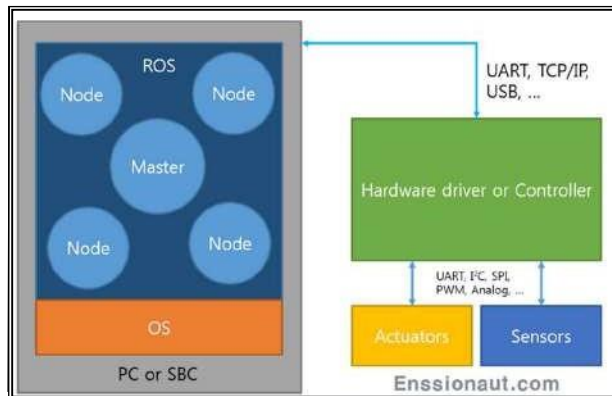 ROS
Node
Node
Master
Node
Node
OS
PC or SBC
UART, TCP/IP,
USB, ...
Hardware driver or Controller
UART, I²C, SPI,
PWM, Analog, ...
Actuators
Sensors
Enssionaut.com